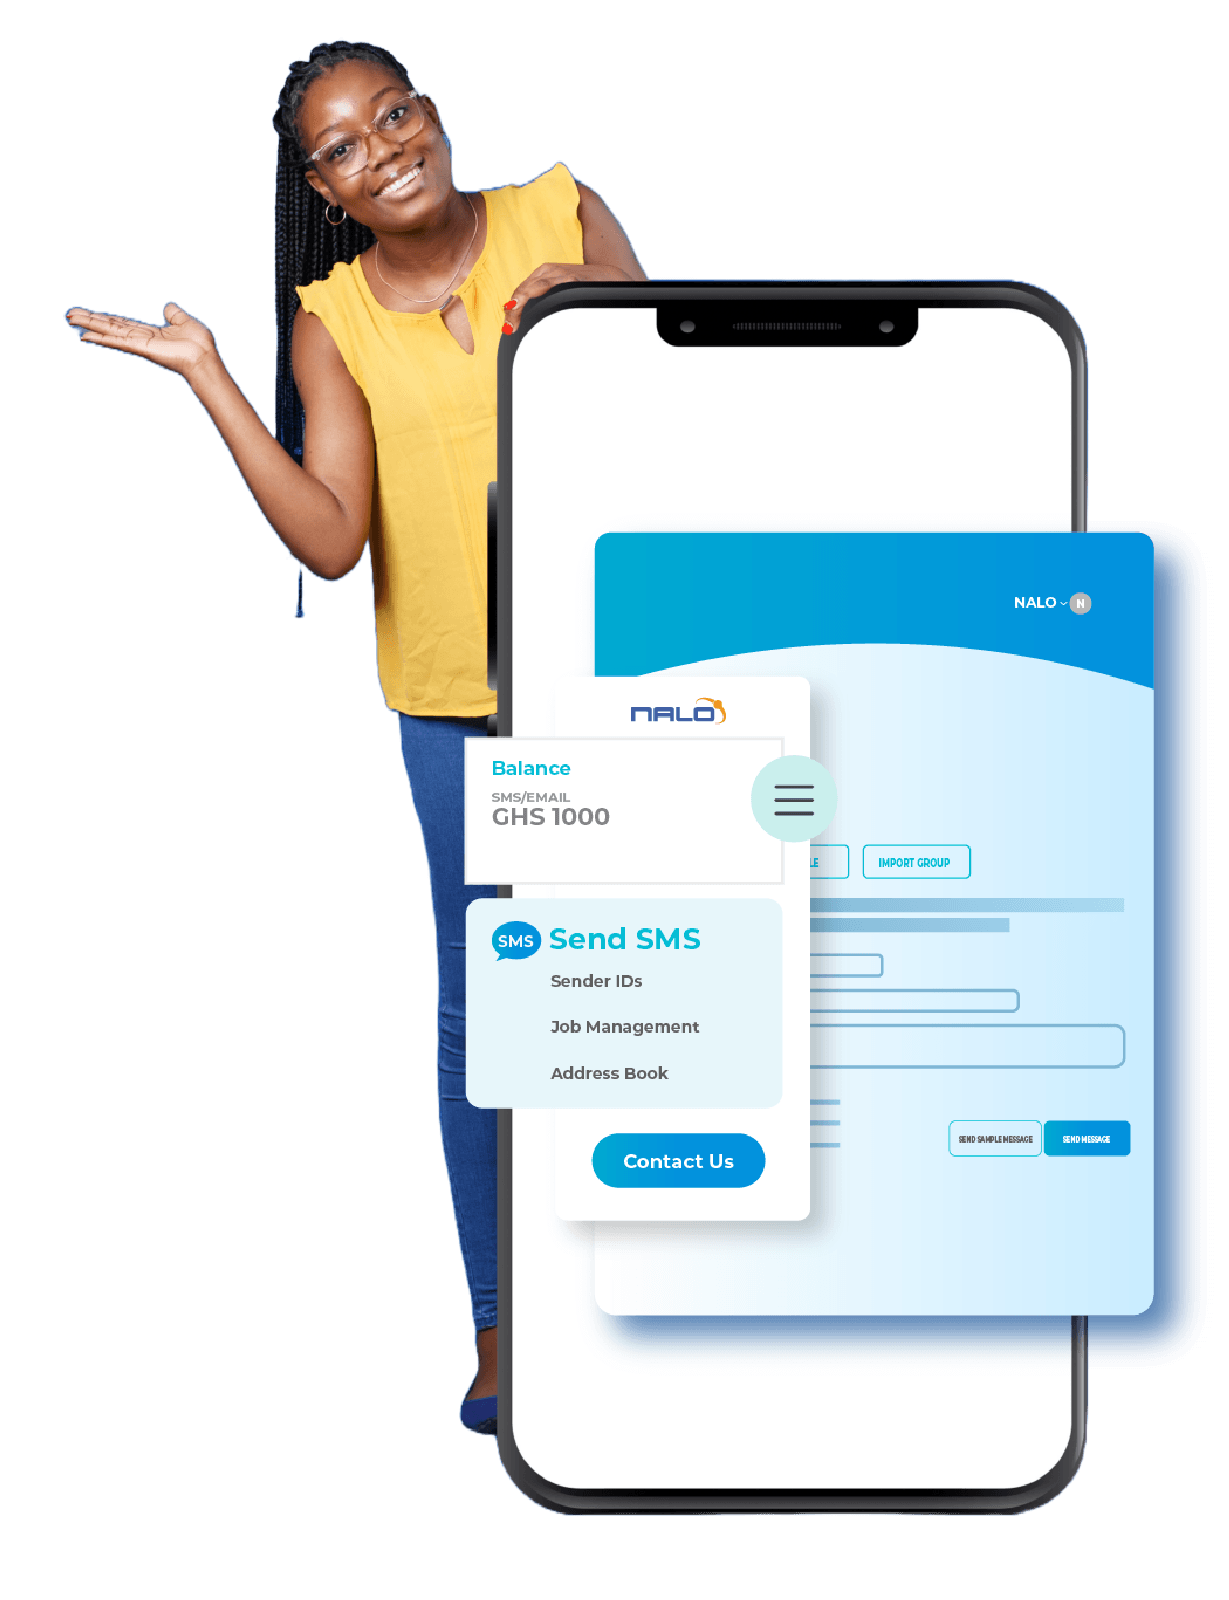 NALO
N
NALO
Balance
SMS/EMAIL
GHS 1000
LE
IMPORT GROUP
SMS
Send SMS
Sender IDs
Job Management
Address Book
SEND SAMPLE MESSAGE
SEND MESSAGE
Contact Us